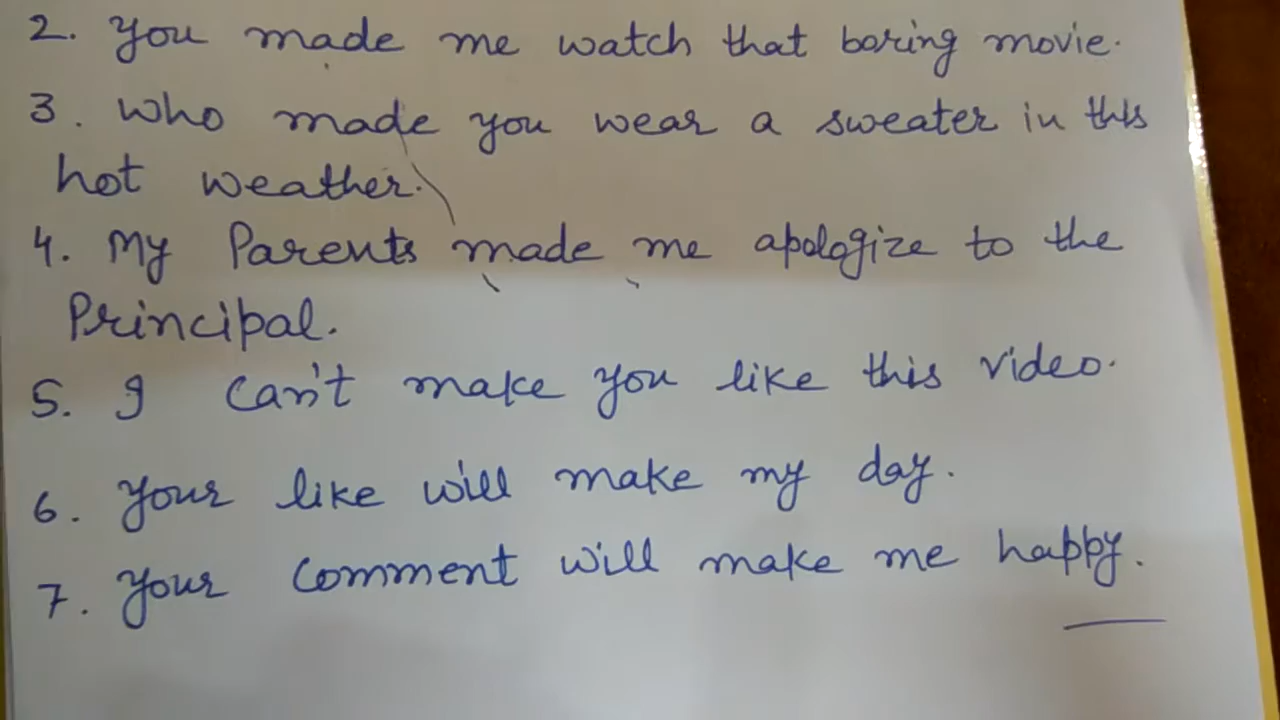 2. You made me watch that boring movie.
3. Who made you wear a sweater in this
hot weather.
4. My Parents made me apologize to the
Principal.
5. I Can't make you like this video.
6. Your like will make my day.
7. Your Comment will make me happy.